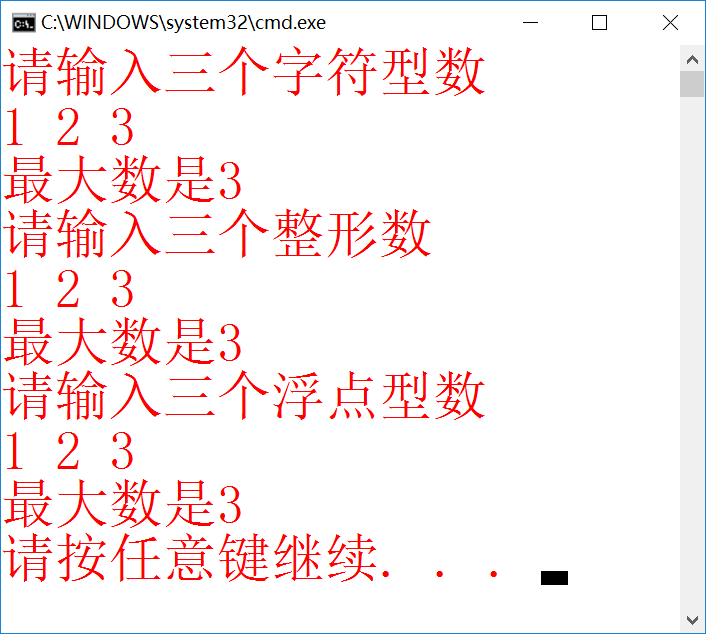 C:\WINDOWS\system32\cmd.exe
请输入三个字符型数
1 2 3
最大数是3
请输入三个整形数
1 2 3
最大数是3
请输入三个浮点型数
1 2 3
最大数是3
请按任意键继续. . .